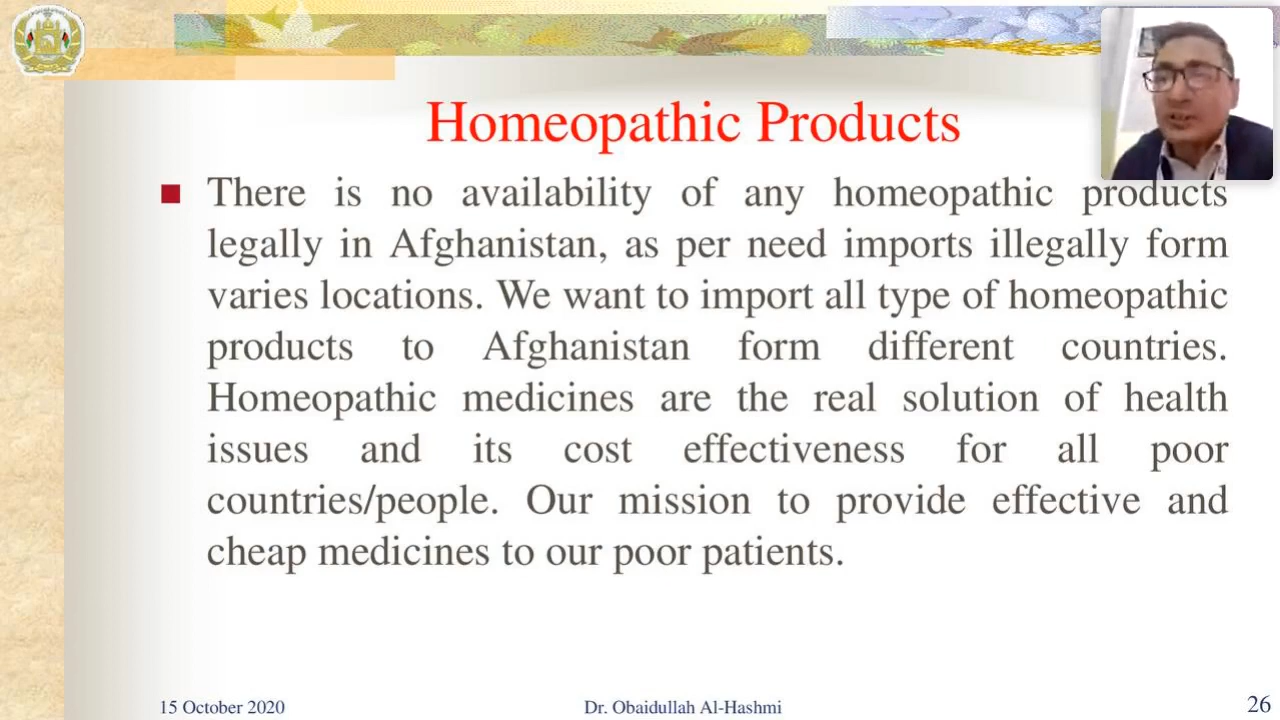 Homeopathic Products
There is no availability of any homeopathic products
legally in Afghanistan, as per need imports illegally form
varies locations. We want to import all type of homeopathic
products to Afghanistan form different countries.
Homeopathic medicines are the real solution of health
issues and its cost effectiveness for all poor
countries/people. Our mission to provide effective and
cheap medicines to our poor patients.
15 October 2020
Dr. Obaidullah Al-Hashmi
26